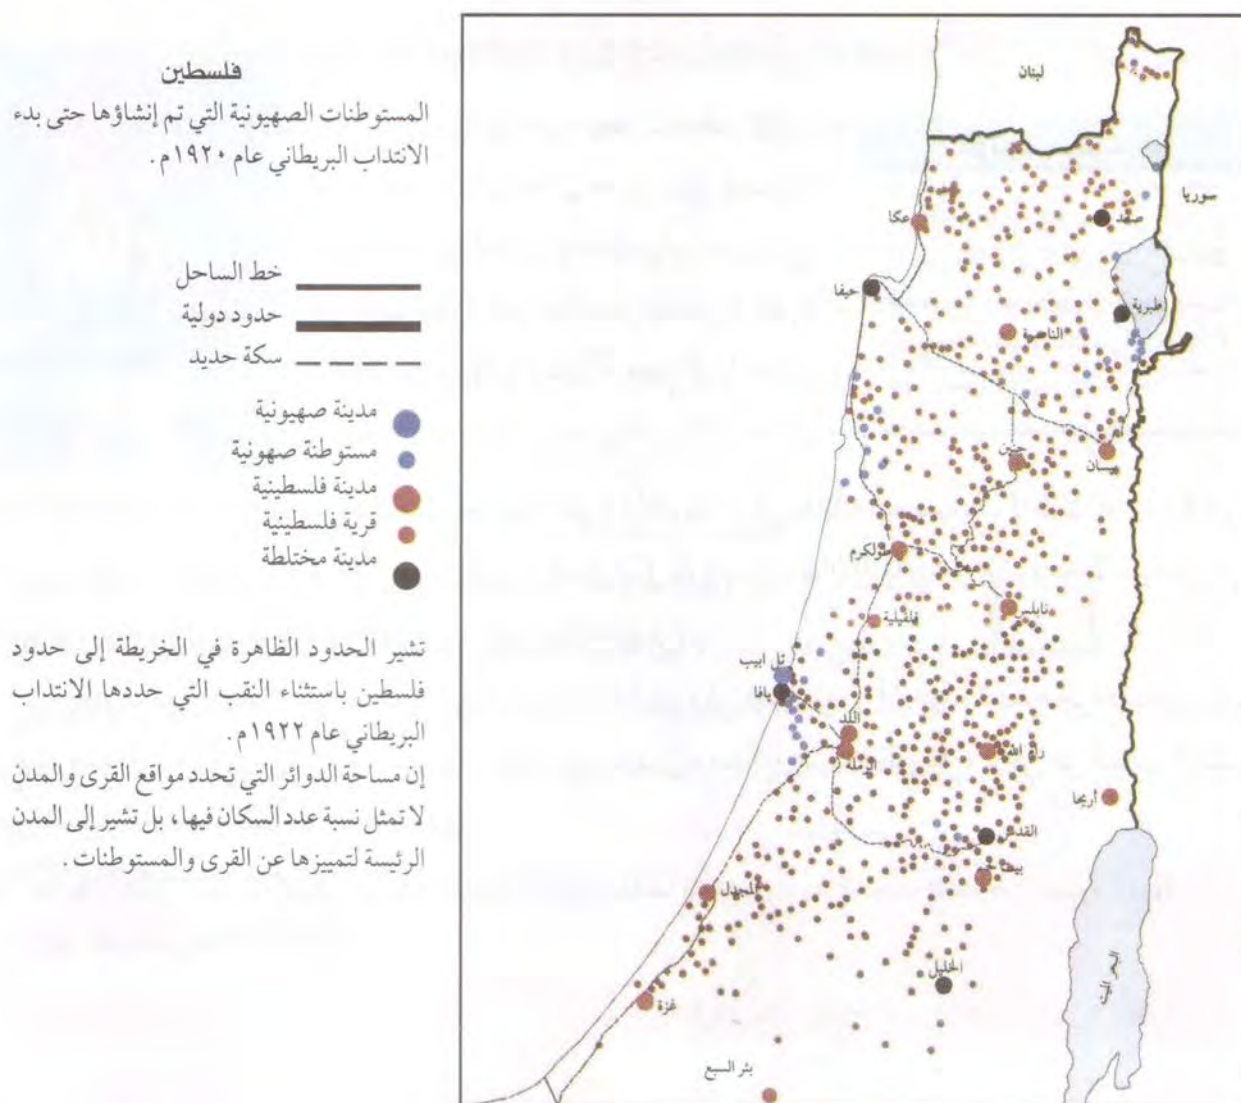 فلسطين
المستوطنات الصهيونية التي تم إنشاؤها حتى بدء
الانتداب البريطاني عام ١٩٢٠م.
خط الساحل
حدود دولية
سكة حديد
مدينة صهيونية
مستوطنة صهونية
مدينة فلسطينية
قرية فلسطينية
مدينة مختلطة
تشير الحدود الظاهرة في الخريطة إلى حدود
فلسطين باستثناء النقب التي حددها الانتداب
البريطاني عام ١٩٢٢م.
إن مساحة الدوائر التي تحدد مواقع القرى والمدن
لا تمثل نسبة عدد السكان فيها، بل تشير إلى المدن
الرئيسة لتمييزها عن القرى والمستوطنات.
لبنان
سوريا
صفد
عكا
حيفا
طبرية
الناصرة
جنين
بيسان
طولكرم
نابلس
قلقيلية
تل ابيب
يافا
اللد
الرملة
رام الله
أريحا
القدس
المجدل
الخليل
البحر الميت
غزة
بئر السبع